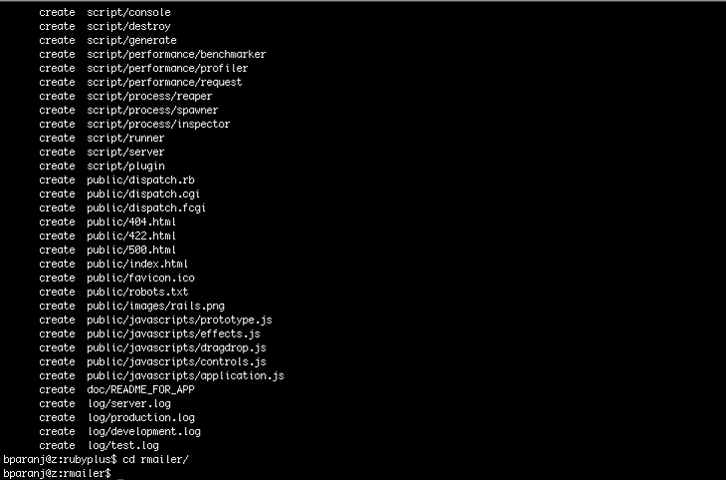 create script/console
create script/destroy
create script/generate
create script/performance/benchmarker
create script/performance/profiler
create script/performance/request
create script/process/reaper
create script/process/spawner
create script/process/inspector
create script/runner
create script/server
create script/plugin
create public/dispatch.rb
create public/dispatch.cgi
create public/dispatch.fcgi
create public/404.html
create public/422.html
create public/500.html
create public/index.html
create public/favicon.ico
create public/robots.txt
create public/images/rails.png
create public/javascripts/prototype.js
create public/javascripts/effects.js
create public/javascripts/dragdrop.js
create public/javascripts/controls.js
create public/javascripts/application.js
create doc/README_FOR_APP
create log/server.log
create log/production.log
create log/development.log
create log/test.log
bparanj@z:rubyplus$ cd rmailer/
bparanj@z:rmailer$ _